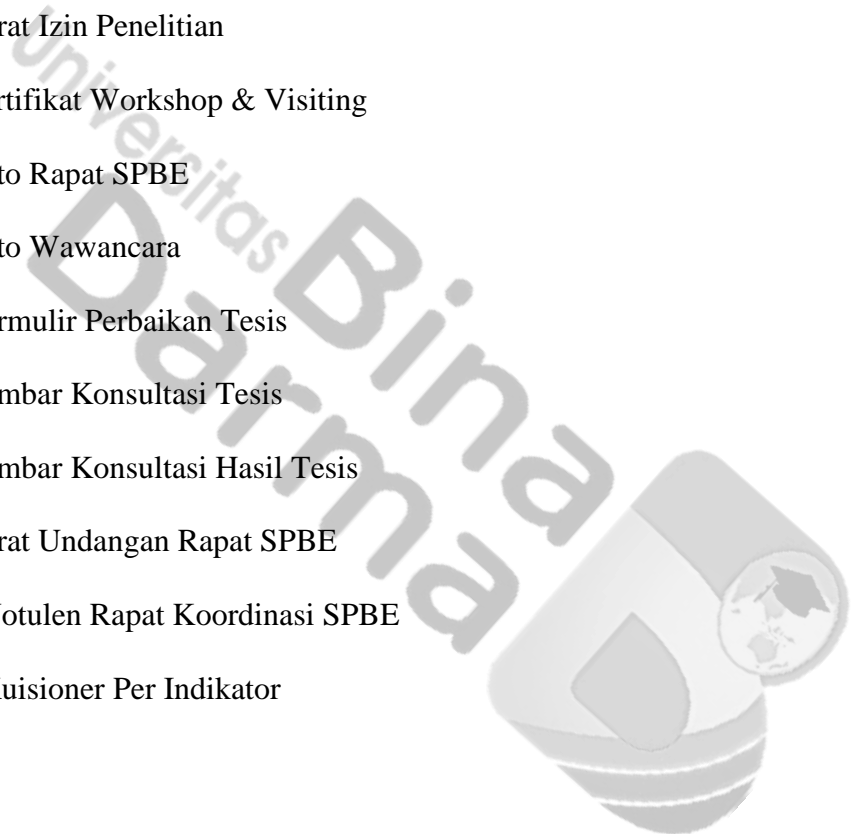 rat Izin Penelitian
rtifikat Workshop & Visiting
to Rapat SPBE
to Wawancara
rmulir Perbaikan Tesis
mbar Konsultasi Tesis
mbar Konsultasi Hasil Tesis
rat Undangan Rapat SPBE
otulen Rapat Koordinasi SPBE
uisioner Per Indikator
Universitas
Bina
Darma